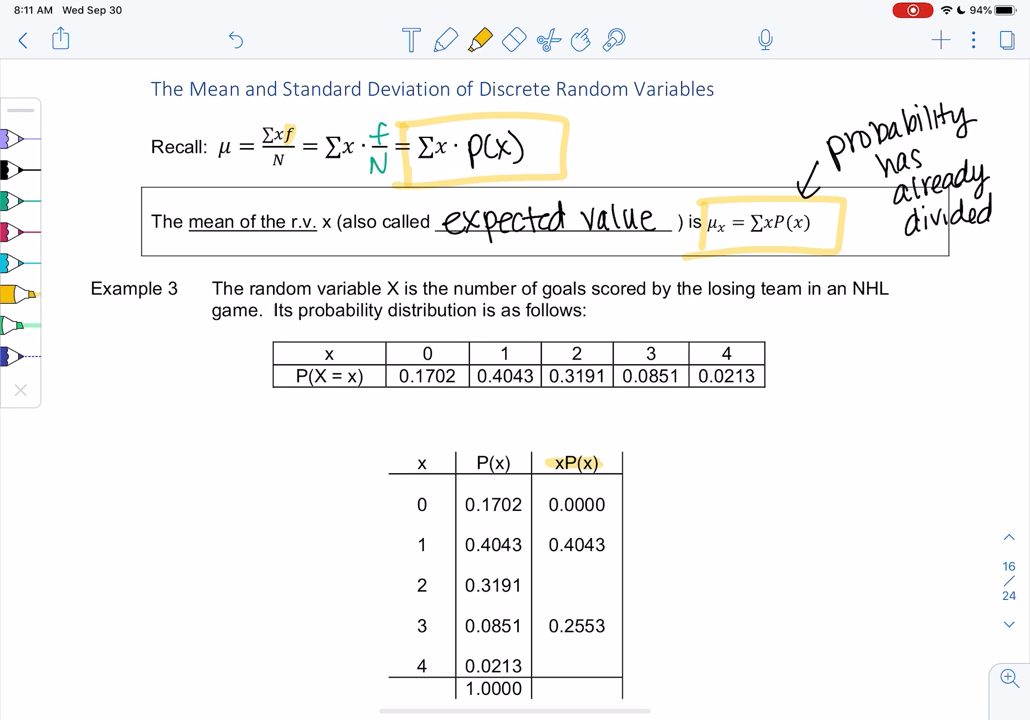 8:11 AM Wed Sep 30
94%
The Mean and Standard Deviation of Discrete Random Variables
Recall: μ = Σxf/N = Σx · f/N = Σx · P(x)
probability
has
already
divided
The mean of the r.v. x (also called expected value ) is μₓ = ΣxP(x)
Example 3 The random variable X is the number of goals scored by the losing team in an NHL
game. Its probability distribution is as follows:
x 0 1 2 3 4
P(X = x) 0.1702 0.4043 0.3191 0.0851 0.0213
x P(x) xP(x)
0 0.1702 0.0000
1 0.4043 0.4043
2 0.3191
3 0.0851 0.2553
4 0.0213
1.0000
16
/
24